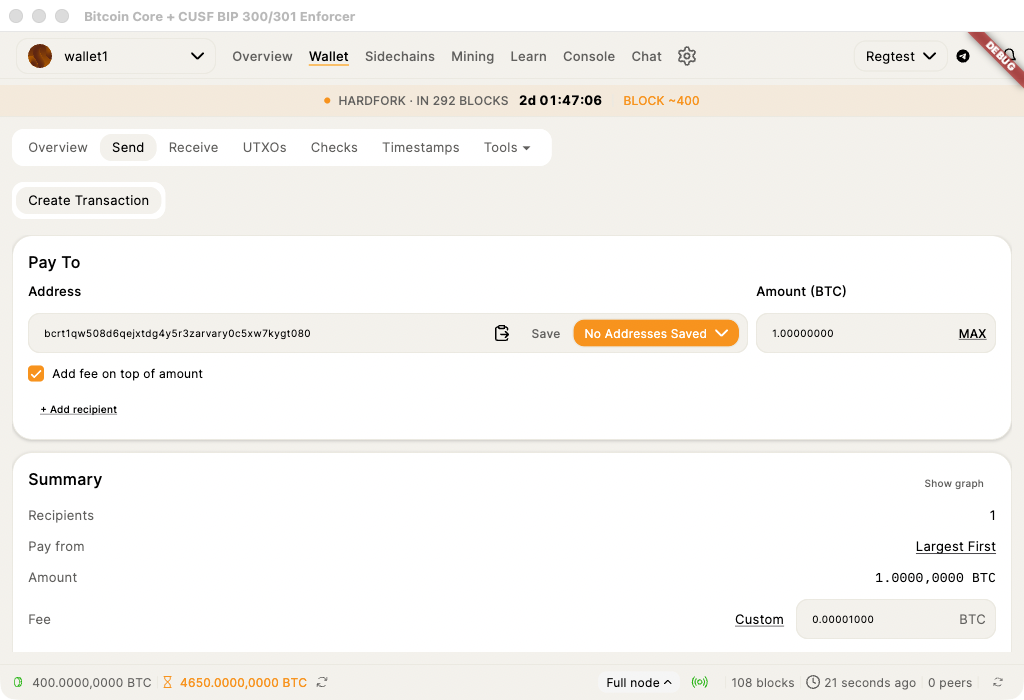 Bitcoin Core + CUSF BIP 300/301 Enforcer
wallet1 Overview Wallet Sidechains Mining Learn Console Chat Regtest DEBUG
HARDFORK · IN 292 BLOCKS 2d 01:47:06 BLOCK ~400
Overview Send Receive UTXOs Checks Timestamps Tools
Create Transaction
Pay To
Address Amount (BTC)
bcrt1qw508d6qejxtdg4y5r3zarvary0c5xw7kygt080 Save No Addresses Saved 1.00000000 MAX
Add fee on top of amount
+ Add recipient
Summary Show graph
Recipients 1
Pay from Largest First
Amount 1.0000,0000 BTC
Fee Custom 0.00001000 BTC
400.0000,0000 BTC 4650.0000,0000 BTC Full node 108 blocks 21 seconds ago 0 peers